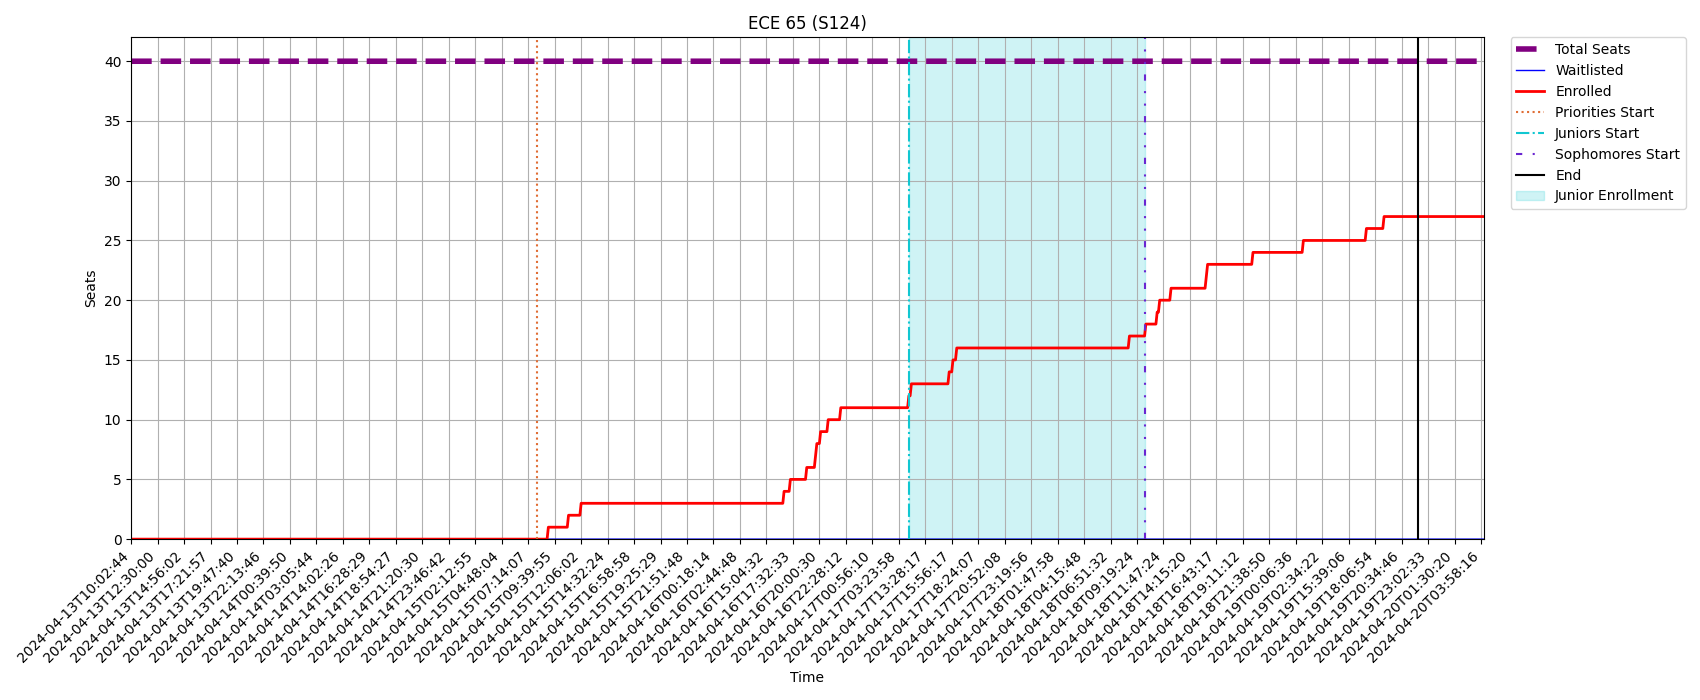 ECE 65 (S124)
Total Seats
Waitlisted
Enrolled
Priorities Start
Juniors Start
Sophomores Start
End
Junior Enrollment
Seats
40
35
30
25
20
15
10
5
0
2024-04-13T10:02:44
2024-04-13T12:30:00
2024-04-13T14:56:02
2024-04-13T17:21:57
2024-04-13T19:47:40
2024-04-13T22:13:46
2024-04-14T00:39:50
2024-04-14T03:05:44
2024-04-14T14:02:26
2024-04-14T16:28:29
2024-04-14T18:54:27
2024-04-14T21:20:30
2024-04-14T23:46:42
2024-04-15T02:12:55
2024-04-15T04:48:04
2024-04-15T07:14:07
2024-04-15T09:39:55
2024-04-15T12:06:02
2024-04-15T14:32:24
2024-04-15T16:58:58
2024-04-15T19:25:29
2024-04-15T21:51:48
2024-04-16T00:18:14
2024-04-16T02:44:48
2024-04-16T15:04:32
2024-04-16T17:32:33
2024-04-16T20:00:30
2024-04-16T22:28:12
2024-04-17T00:56:10
2024-04-17T03:23:58
2024-04-17T13:28:17
2024-04-17T15:56:17
2024-04-17T18:24:07
2024-04-17T20:52:08
2024-04-17T23:19:56
2024-04-18T01:47:58
2024-04-18T04:15:48
2024-04-18T06:51:32
2024-04-18T09:19:24
2024-04-18T11:47:24
2024-04-18T14:15:20
2024-04-18T16:43:17
2024-04-18T19:11:12
2024-04-18T21:38:50
2024-04-19T00:06:36
2024-04-19T02:34:22
2024-04-19T15:39:06
2024-04-19T18:06:54
2024-04-19T20:34:46
2024-04-19T23:02:33
2024-04-20T01:30:20
2024-04-20T03:58:16
Time